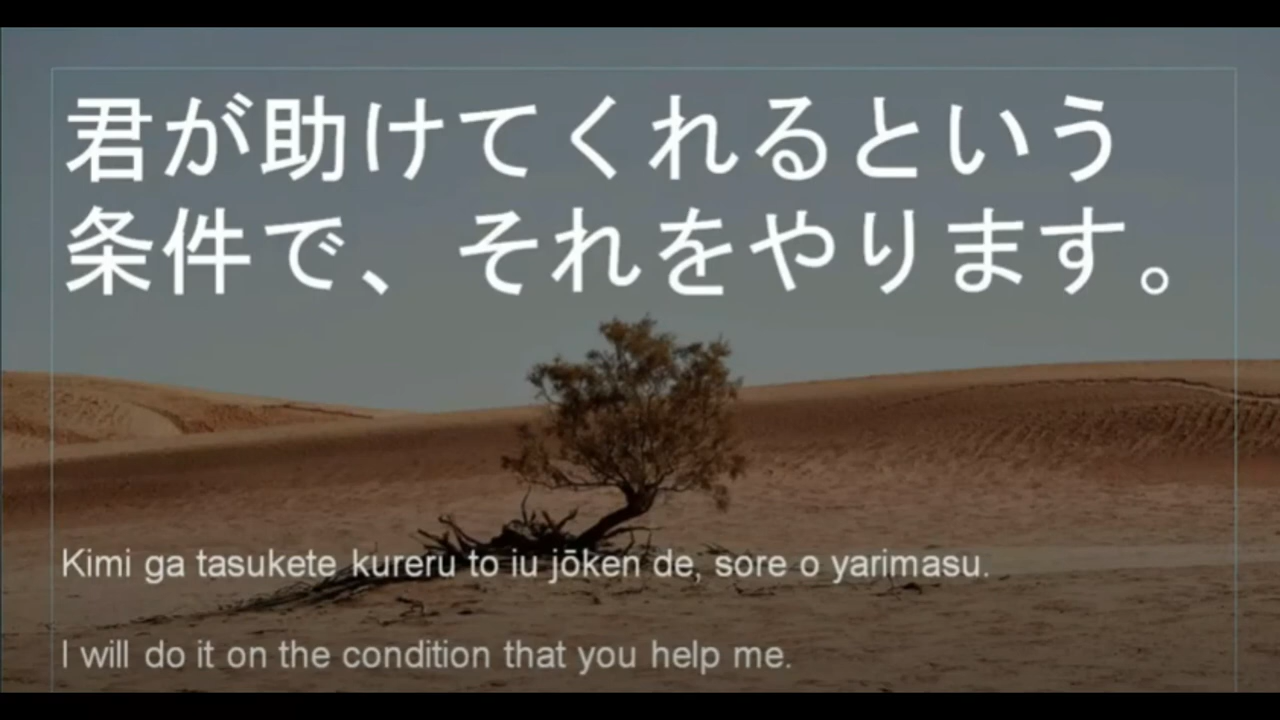 君が助けてくれるという
条件で、それをやります。
Kimi ga tasukete kureru to iu jōken de, sore o yarimasu.
I will do it on the condition that you help me.